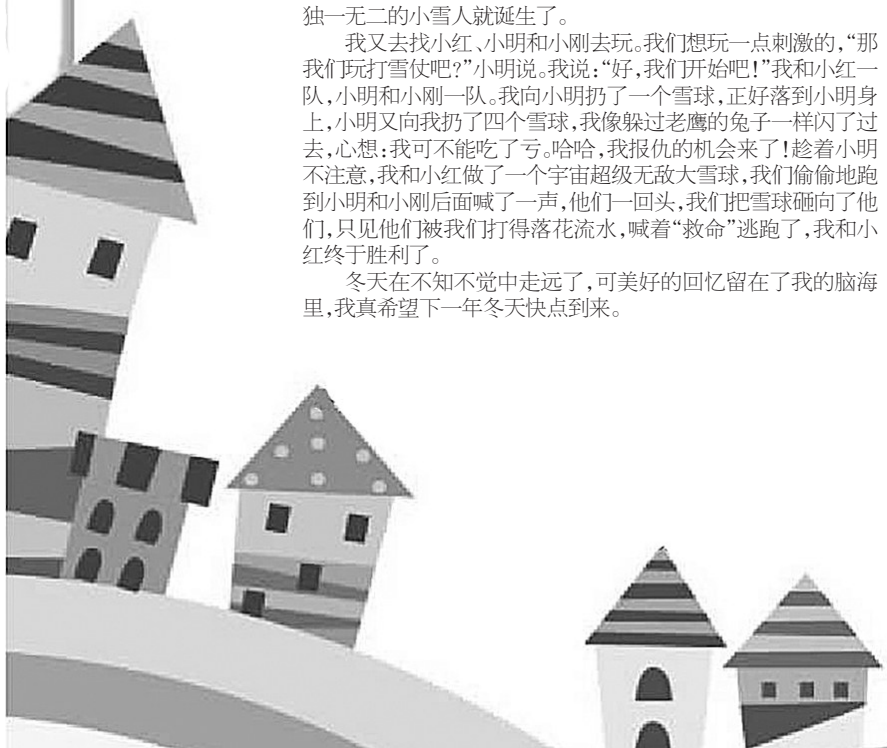 独一无二的小雪人就诞生了。
我又去找小红、小明和小刚去玩。我们想玩一点刺激的,“那
我们玩打雪仗吧?”小明说。我说:“好,我们开始吧!”我和小红一
队,小明和小刚一队。我向小明扔了一个雪球,正好落到小明身
上,小明又向我扔了四个雪球,我像躲过老鹰的兔子一样闪了过
去,心想:我可不能吃了亏。哈哈,我报仇的机会来了!趁着小明
不注意,我和小红做了一个宇宙超级无敌大雪球,我们偷偷地跑
到小明和小刚后面喊了一声,他们一回头,我们把雪球砸向了他
们,只见他们被我们打得落花流水,喊着“救命”逃跑了,我和小
红终于胜利了。
冬天在不知不觉中走远了,可美好的回忆留在了我的脑海
里,我真希望下一年冬天快点到来。